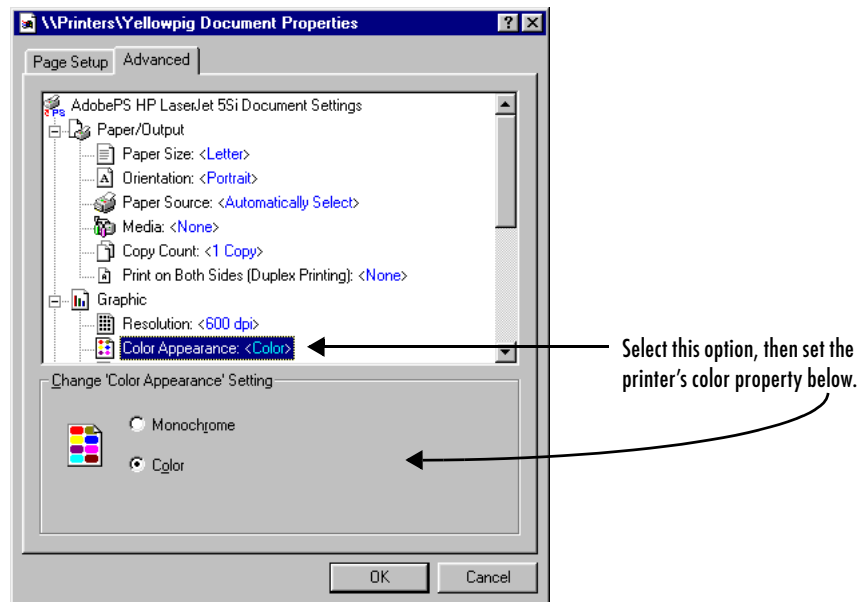 \\Printers\Yellowpig Document Properties
Page Setup
Advanced
AdobePS HP LaserJet 5Si Document Settings
Paper/Output
Paper Size: <Letter>
Orientation: <Portrait>
Paper Source: <Automatically Select>
Media: <None>
Copy Count: <1 Copy>
Print on Both Sides (Duplex Printing): <None>
Graphic
Resolution: <600 dpi>
Color Appearance: <Color>
Change 'Color Appearance' Setting
Monochrome
Color
OK
Cancel
Select this option, then set the
printer's color property below.